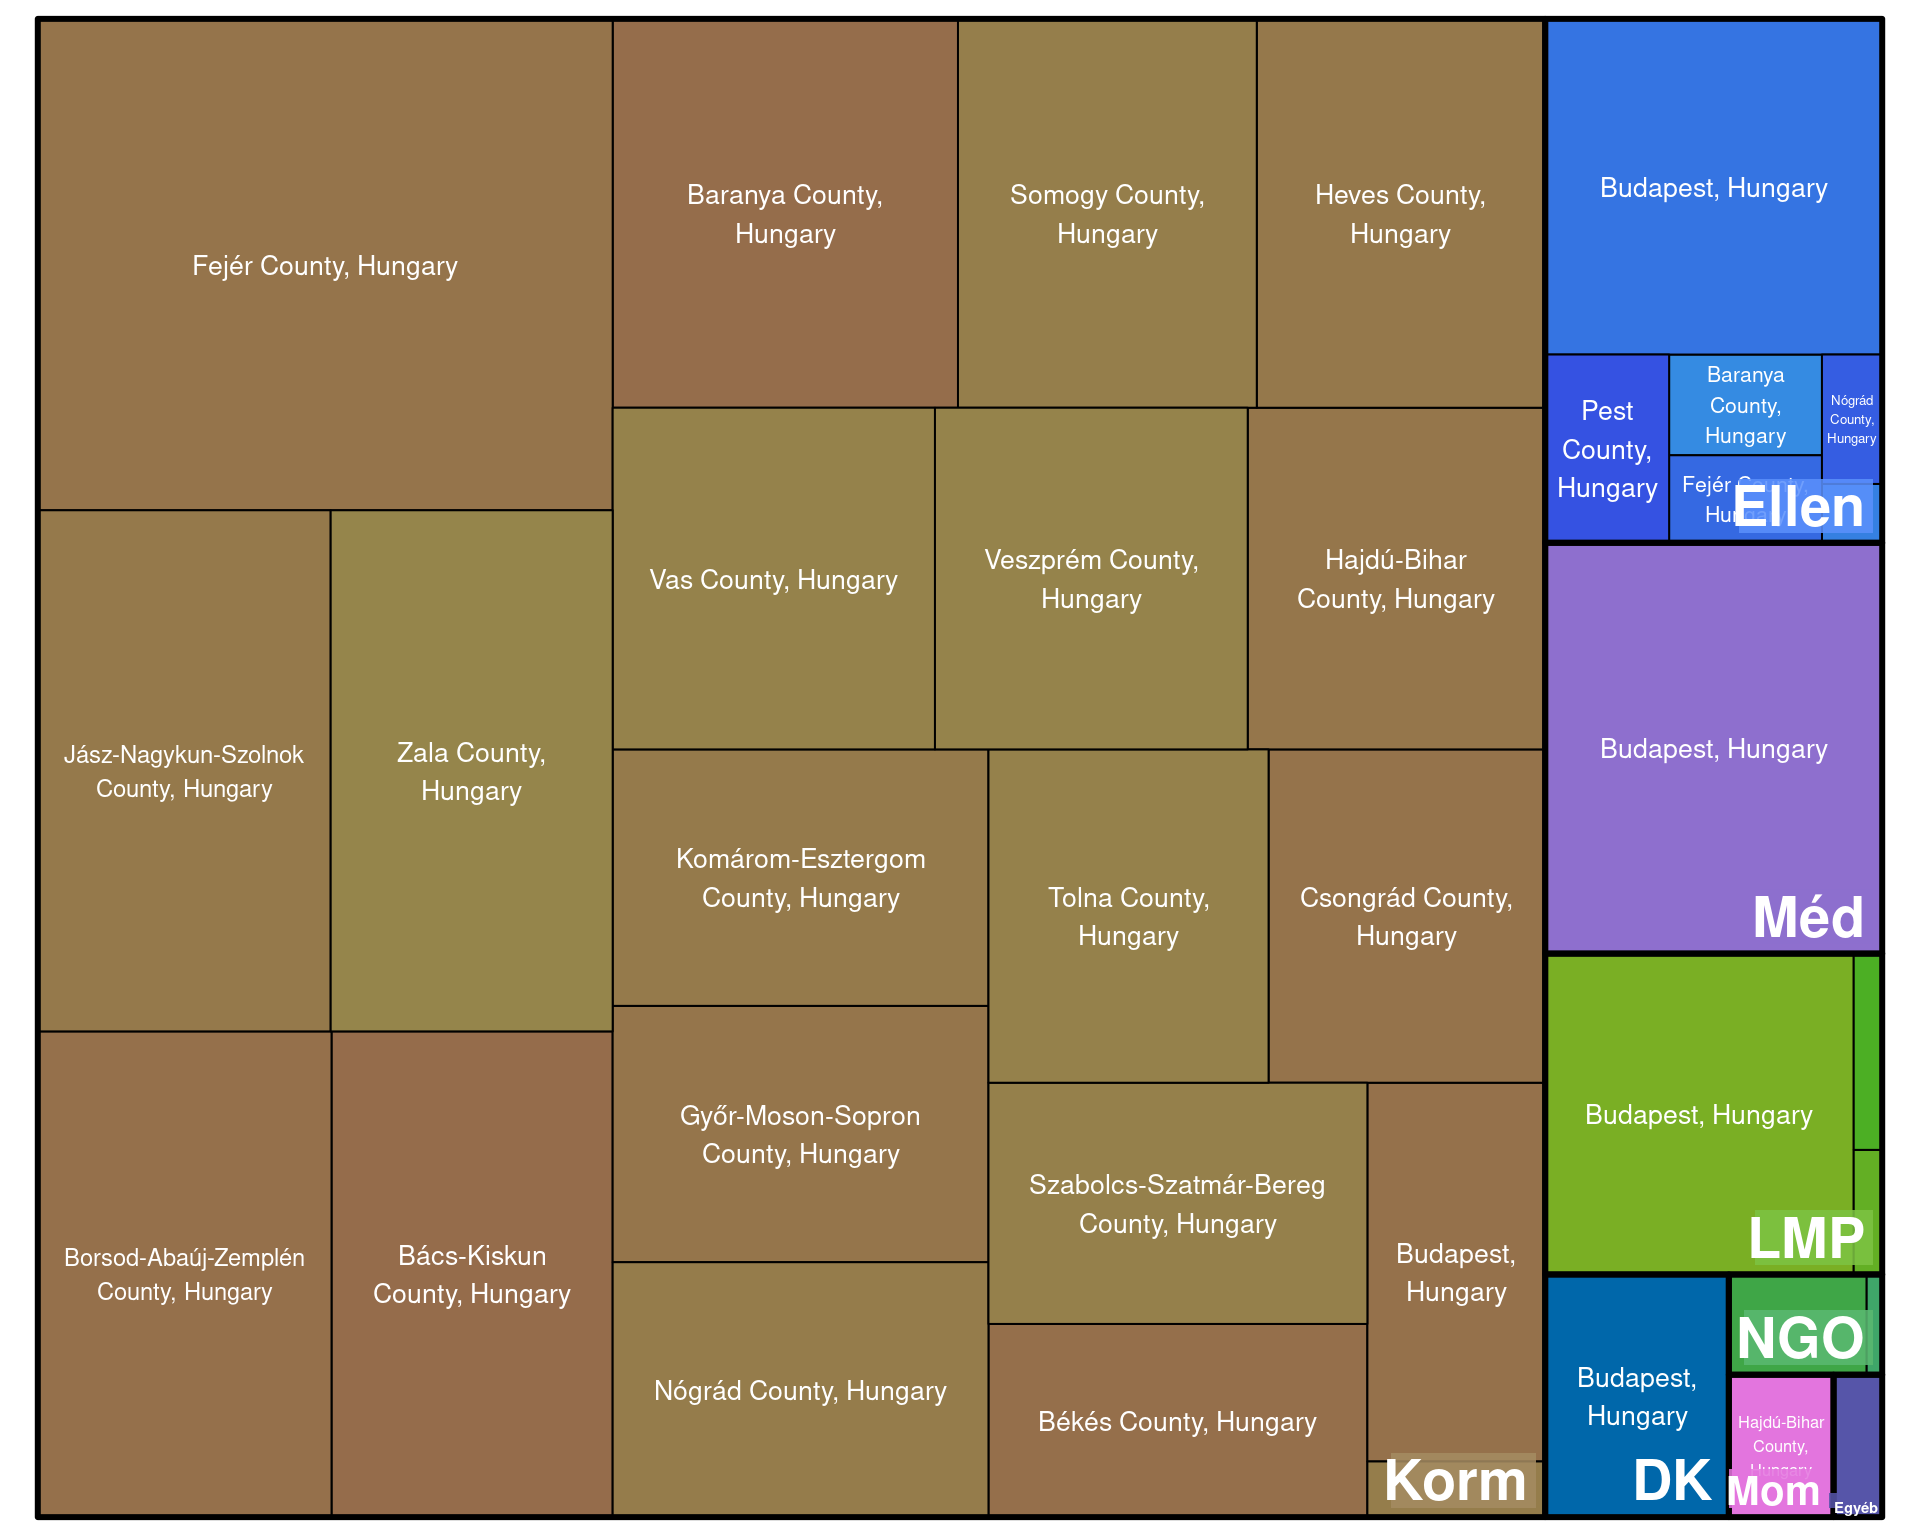 Fejér County, Hungary
Baranya County,
Hungary
Somogy County,
Hungary
Heves County,
Hungary
Vas County, Hungary
Veszprém County,
Hungary
Hajdú-Bihar
County, Hungary
Jász-Nagykun-Szolnok
County, Hungary
Zala County,
Hungary
Komárom-Esztergom
County, Hungary
Tolna County,
Hungary
Csongrád County,
Hungary
Borsod-Abaúj-Zemplén
County, Hungary
Bács-Kiskun
County, Hungary
Győr-Moson-Sopron
County, Hungary
Szabolcs-Szatmár-Bereg
County, Hungary
Budapest,
Hungary
Nógrád County, Hungary
Békés County, Hungary
Korm
Budapest, Hungary
Pest
County,
Hungary
Baranya
County,
Hungary
Nógrád
County,
Hungary
Fejér County,
Hungary
Ellen
Budapest, Hungary
Méd
Budapest, Hungary
LMP
Budapest,
Hungary
DK
NGO
Hajdú-Bihar
County,
Hungary
Mom
Egyéb